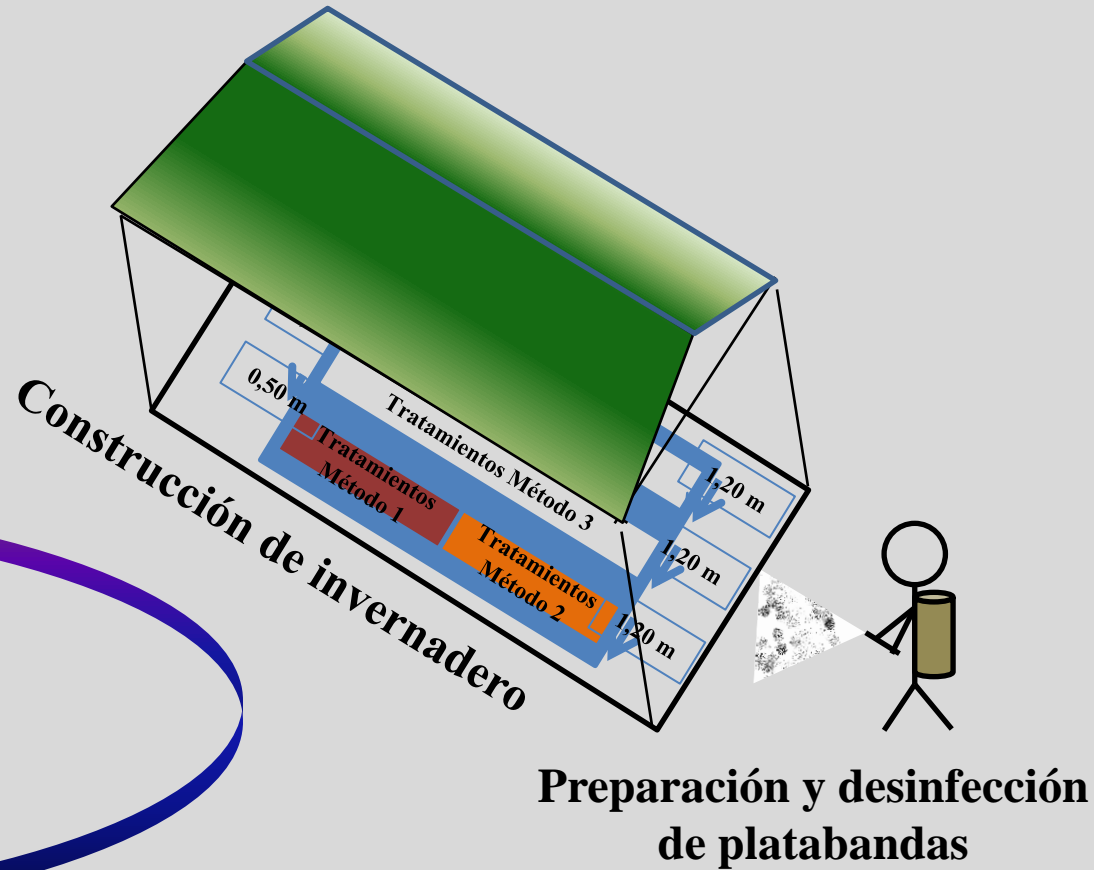 0,50 m
Tratamientos Método 3
Tratamientos
Método 1
Tratamientos
Método 2
1,20 m
1,20 m
1,20 m
Construcción de invernadero
Preparación y desinfección
de platabandas